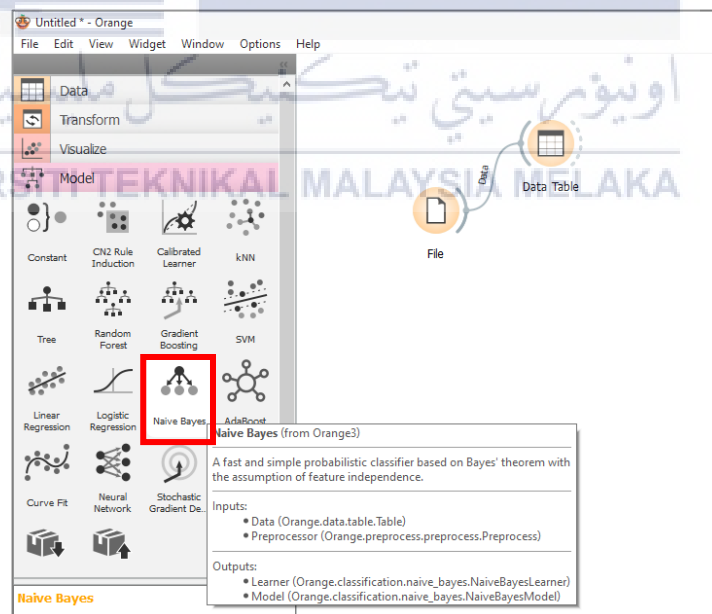 Untitled * - Orange
File Edit View Widget Window Options Help
Data
Transform
Visualize
Model
Constant
CN2 Rule
Induction
Calibrated
Learner
kNN
Tree
Random
Forest
Gradient
Boosting
SVM
Linear
Regression
Logistic
Regression
Naive Bayes
AdaBoost
Curve Fit
Neural
Network
Stochastic
Gradient De...
Naive Bayes (from Orange3)
A fast and simple probabilistic classifier based on Bayes' theorem with
the assumption of feature independence.
Inputs:
• Data (Orange.data.table.Table)
• Preprocessor (Orange.preprocess.preprocess.Preprocess)
Outputs:
• Learner (Orange.classification.naive_bayes.NaiveBayesLearner)
• Model (Orange.classification.naive_bayes.NaiveBayesModel)
Naive Bayes
File
Data
Data Table
اونيۏرسيتي تيكنيكل مليسيا
SITI TEKNIKAL MALAYSIA MELAKA